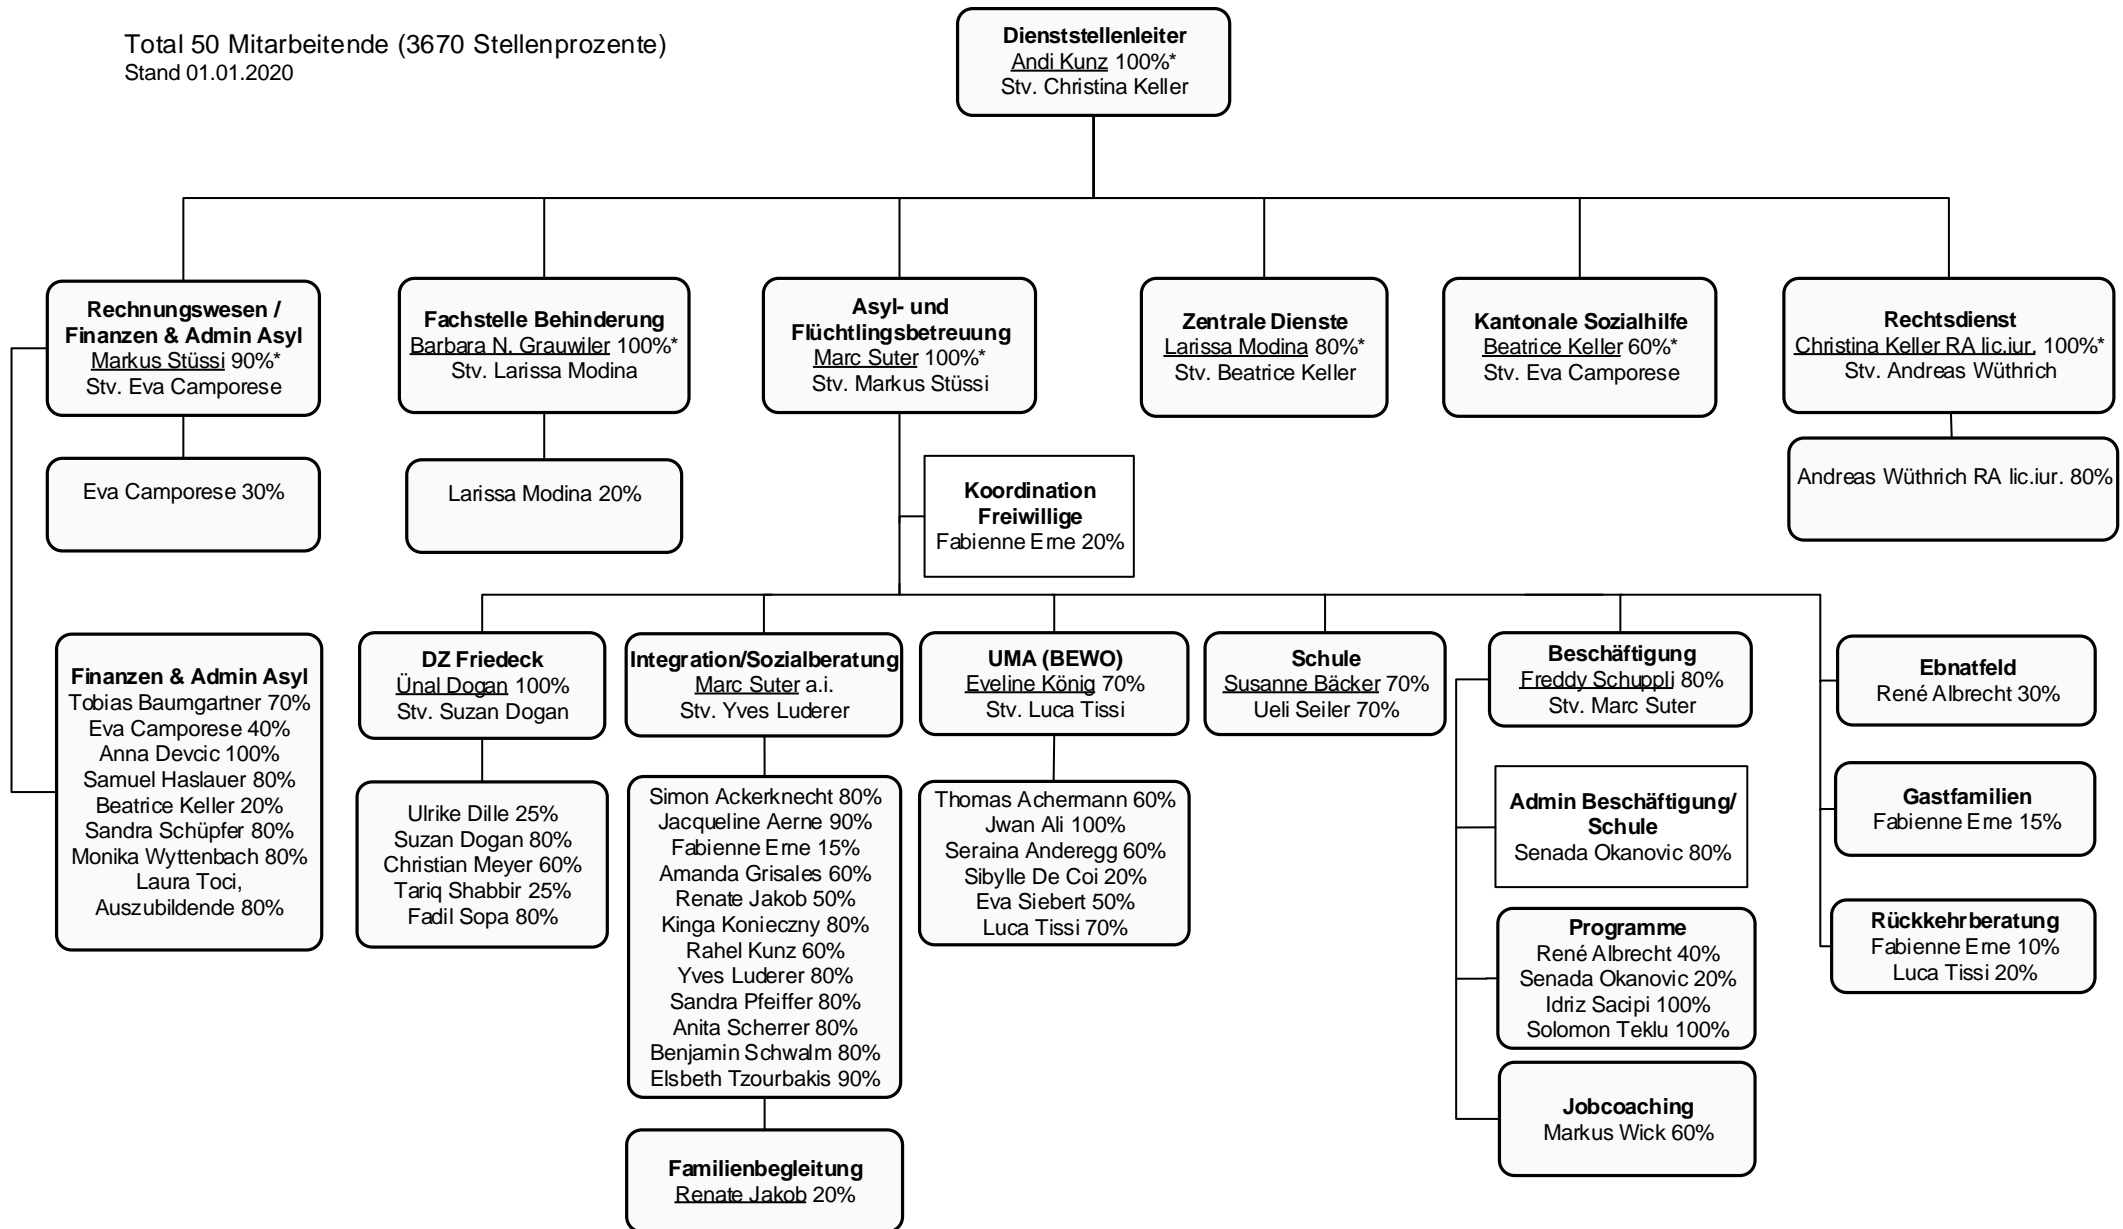 Total 50 Mitarbeitende (3670 Stellenprozente)
Stand 01.01.2020
Dienststellenleiter
Andi Kunz 100%*
Stv. Christina Keller
Rechnungswesen /
Finanzen & Admin Asyl
Markus Stüssi 90%*
Stv. Eva Camporese
Fachstelle Behinderung
Barbara N. Grauwiler 100%*
Stv. Larissa Modina
Asyl- und
Flüchtlingsbetreuung
Marc Suter 100%*
Stv. Markus Stüssi
Zentrale Dienste
Larissa Modina 80%*
Stv. Beatrice Keller
Kantonale Sozialhilfe
Beatrice Keller 60%*
Stv. Eva Camporese
Rechtsdienst
Christina Keller RA lic.iur. 100%*
Stv. Andreas Wüthrich
Eva Camporese 30%
Larissa Modina 20%
Koordination
Freiwillige
Fabienne Erne 20%
Andreas Wüthrich RA lic.iur. 80%
Finanzen & Admin Asyl
Tobias Baumgartner 70%
Eva Camporese 40%
Anna Devcic 100%
Samuel Haslauer 80%
Beatrice Keller 20%
Sandra Schüpfer 80%
Monika Wyttenbach 80%
Laura Toci,
Auszubildende 80%
DZ Friedeck
Ünal Dogan 100%
Stv. Suzan Dogan
Ulrike Dille 25%
Suzan Dogan 80%
Christian Meyer 60%
Tariq Shabbir 25%
Fadil Sopa 80%
Integration/Sozialberatung
Marc Suter a.i.
Stv. Yves Luderer
Simon Ackerknecht 80%
Jacqueline Aerne 90%
Fabienne Erne 15%
Amanda Grisales 60%
Renate Jakob 50%
Kinga Konieczny 80%
Rahel Kunz 60%
Yves Luderer 80%
Sandra Pfeiffer 80%
Anita Scherrer 80%
Benjamin Schwalm 80%
Elsbeth Tzourbakis 90%
Familienbegleitung
Renate Jakob 20%
UMA (BEWO)
Eveline König 70%
Stv. Luca Tissi
Thomas Achermann 60%
Jwan Ali 100%
Seraina Anderegg 60%
Sibylle De Coi 20%
Eva Siebert 50%
Luca Tissi 70%
Schule
Susanne Bäcker 70%
Ueli Seiler 70%
Beschäftigung
Freddy Schuppli 80%
Stv. Marc Suter
Admin Beschäftigung/
Schule
Senada Okanovic 80%
Programme
René Albrecht 40%
Senada Okanovic 20%
Idriz Sacipi 100%
Solomon Teklu 100%
Jobcoaching
Markus Wick 60%
Ebnatfeld
René Albrecht 30%
Gastfamilien
Fabienne Erne 15%
Rückkehrberatung
Fabienne Erne 10%
Luca Tissi 20%